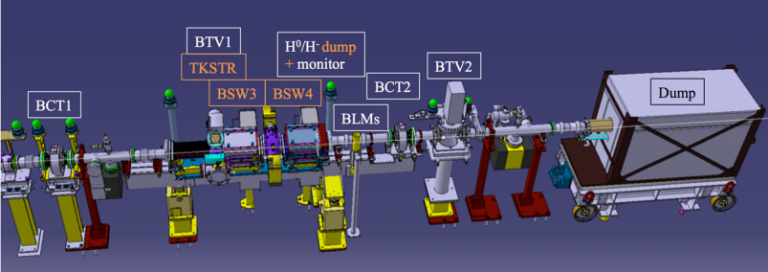 BTV1
TKSTR
BSW3
BSW4
H⁰/H⁻ dump
+ monitor
BCT1
BLMs
BCT2
BTV2
Dump